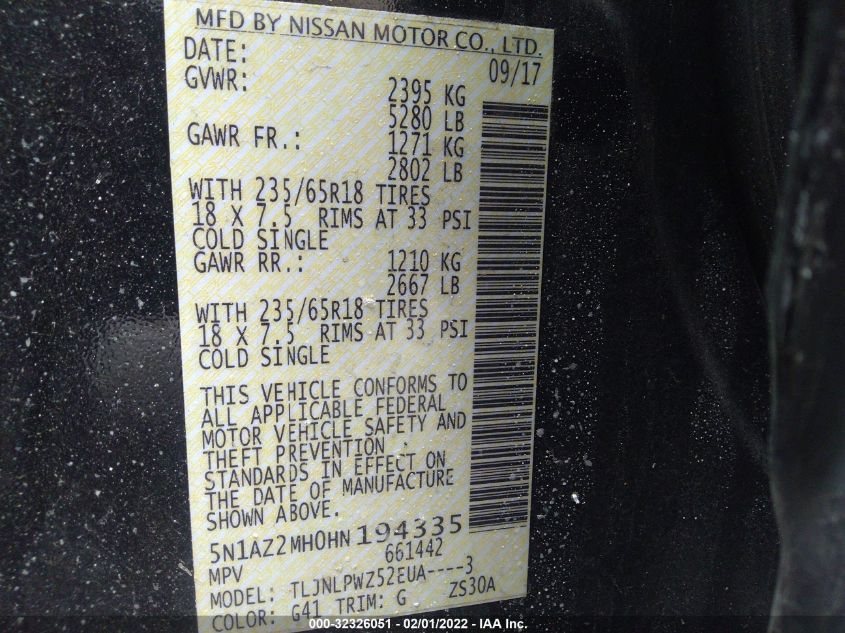 MFD BY NISSAN MOTOR CO., LTD.
DATE: 09/17
GVWR: 2395 KG
5280 LB
GAWR FR.: 1271 KG
2802 LB
WITH 235/65R18 TIRES
18 X 7.5 RIMS AT 33 PSI
COLD SINGLE
GAWR RR.: 1210 KG
2667 LB
WITH 235/65R18 TIRES
18 X 7.5 RIMS AT 33 PSI
COLD SINGLE
THIS VEHICLE CONFORMS TO
ALL APPLICABLE FEDERAL
MOTOR VEHICLE SAFETY AND
THEFT PREVENTION
STANDARDS IN EFFECT ON
THE DATE OF MANUFACTURE
SHOWN ABOVE.
5N1AZ2MH0HN194335
MPV 661442
MODEL: TLJNLPWZ52EUA----3
COLOR: G41 TRIM: G ZS30A
000-32326051 - 02/01/2022 - IAA Inc.